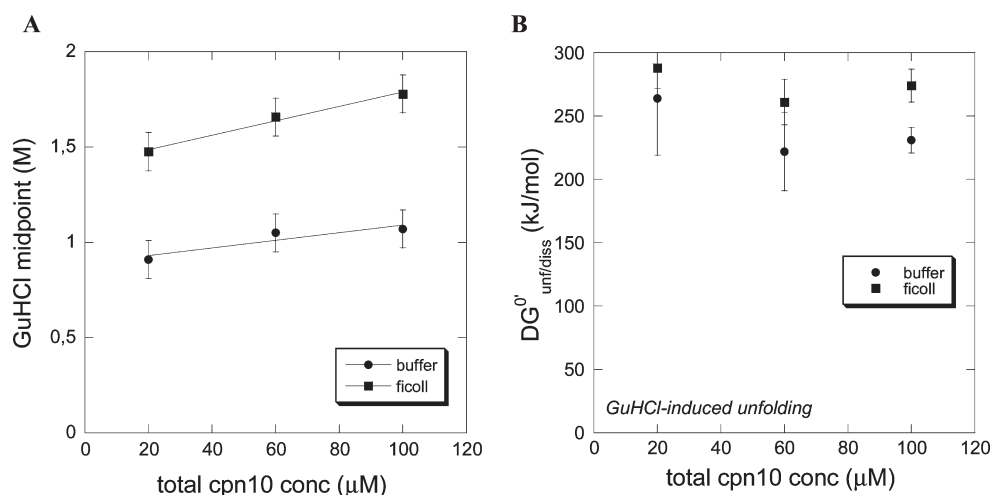 A
GuHCl midpoint (M)
2
1,5
1
0,5
0
0 20 40 60 80 100 120
total cpn10 conc (μM)
buffer
ficoll
B
DG0' unf/diss (kJ/mol)
300
250
200
150
100
50
0
0 20 40 60 80 100 120
total cpn10 conc (μM)
buffer
ficoll
GuHCl-induced unfolding